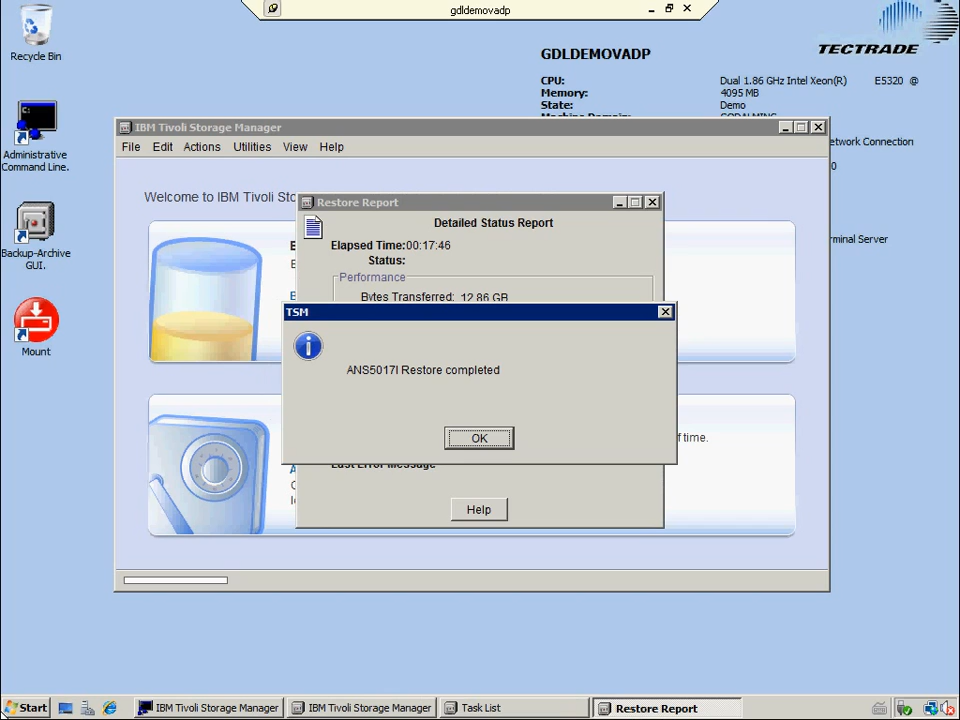 gdldemovadp
Recycle Bin
TECTRADE
GDLDEMOVADP
CPU: Dual 1.86 GHz Intel Xeon(R) E5320 @
Memory: 4095 MB
State: Demo
Administrative
Command Line.
IBM Tivoli Storage Manager
File Edit Actions Utilities View Help
etwork Connection
0
Welcome to IBM Tivoli Sto
Restore Report
Detailed Status Report
Elapsed Time:00:17:46
Status:
Performance
Bytes Transferred: 12.86 GB
rminal Server
Backup-Archive
GUI.
TSM
ANS5017I Restore completed
OK
Mount
f time.
Last Error Message
Help
Start
IBM Tivoli Storage Manager
IBM Tivoli Storage Manager
Task List
Restore Report